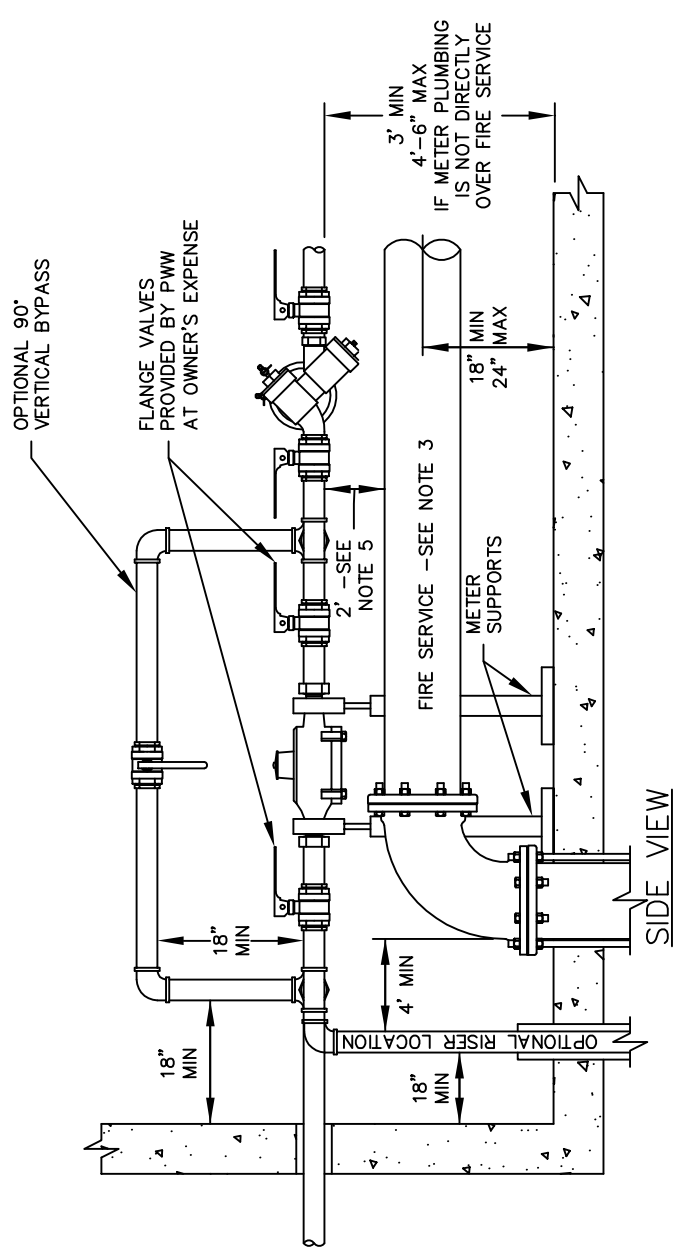 OPTIONAL 90°
VERTICAL BYPASS
FLANGE VALVES
PROVIDED BY PWW
AT OWNER'S EXPENSE
18"
MIN
18"
MIN
2' -SEE
NOTE 5
3' MIN
4'-6" MAX
IF METER PLUMBING
IS NOT DIRECTLY
OVER FIRE SERVICE
18" MIN
24" MAX
FIRE SERVICE -SEE NOTE 3
METER
SUPPORTS
4' MIN
18"
MIN
OPTIONAL RISER LOCATION
SIDE VIEW